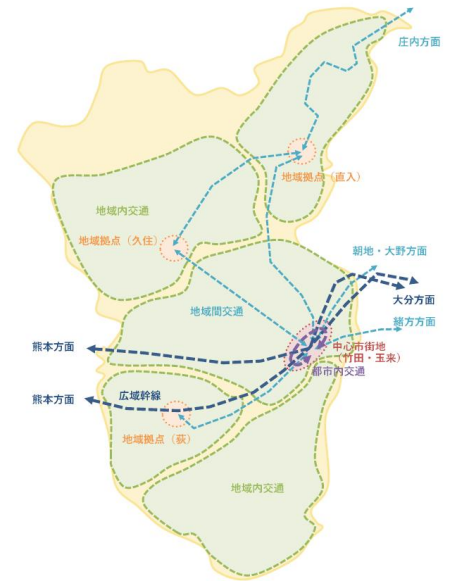 庄内方面
地域拠点（直入）
地域内交通
地域拠点（久住）
朝地・大野方面
大分方面
地域間交通
緒方方面
熊本方面
中心市街地
（竹田・玉来）
都市内交通
熊本方面
広域幹線
地域拠点（荻）
地域内交通